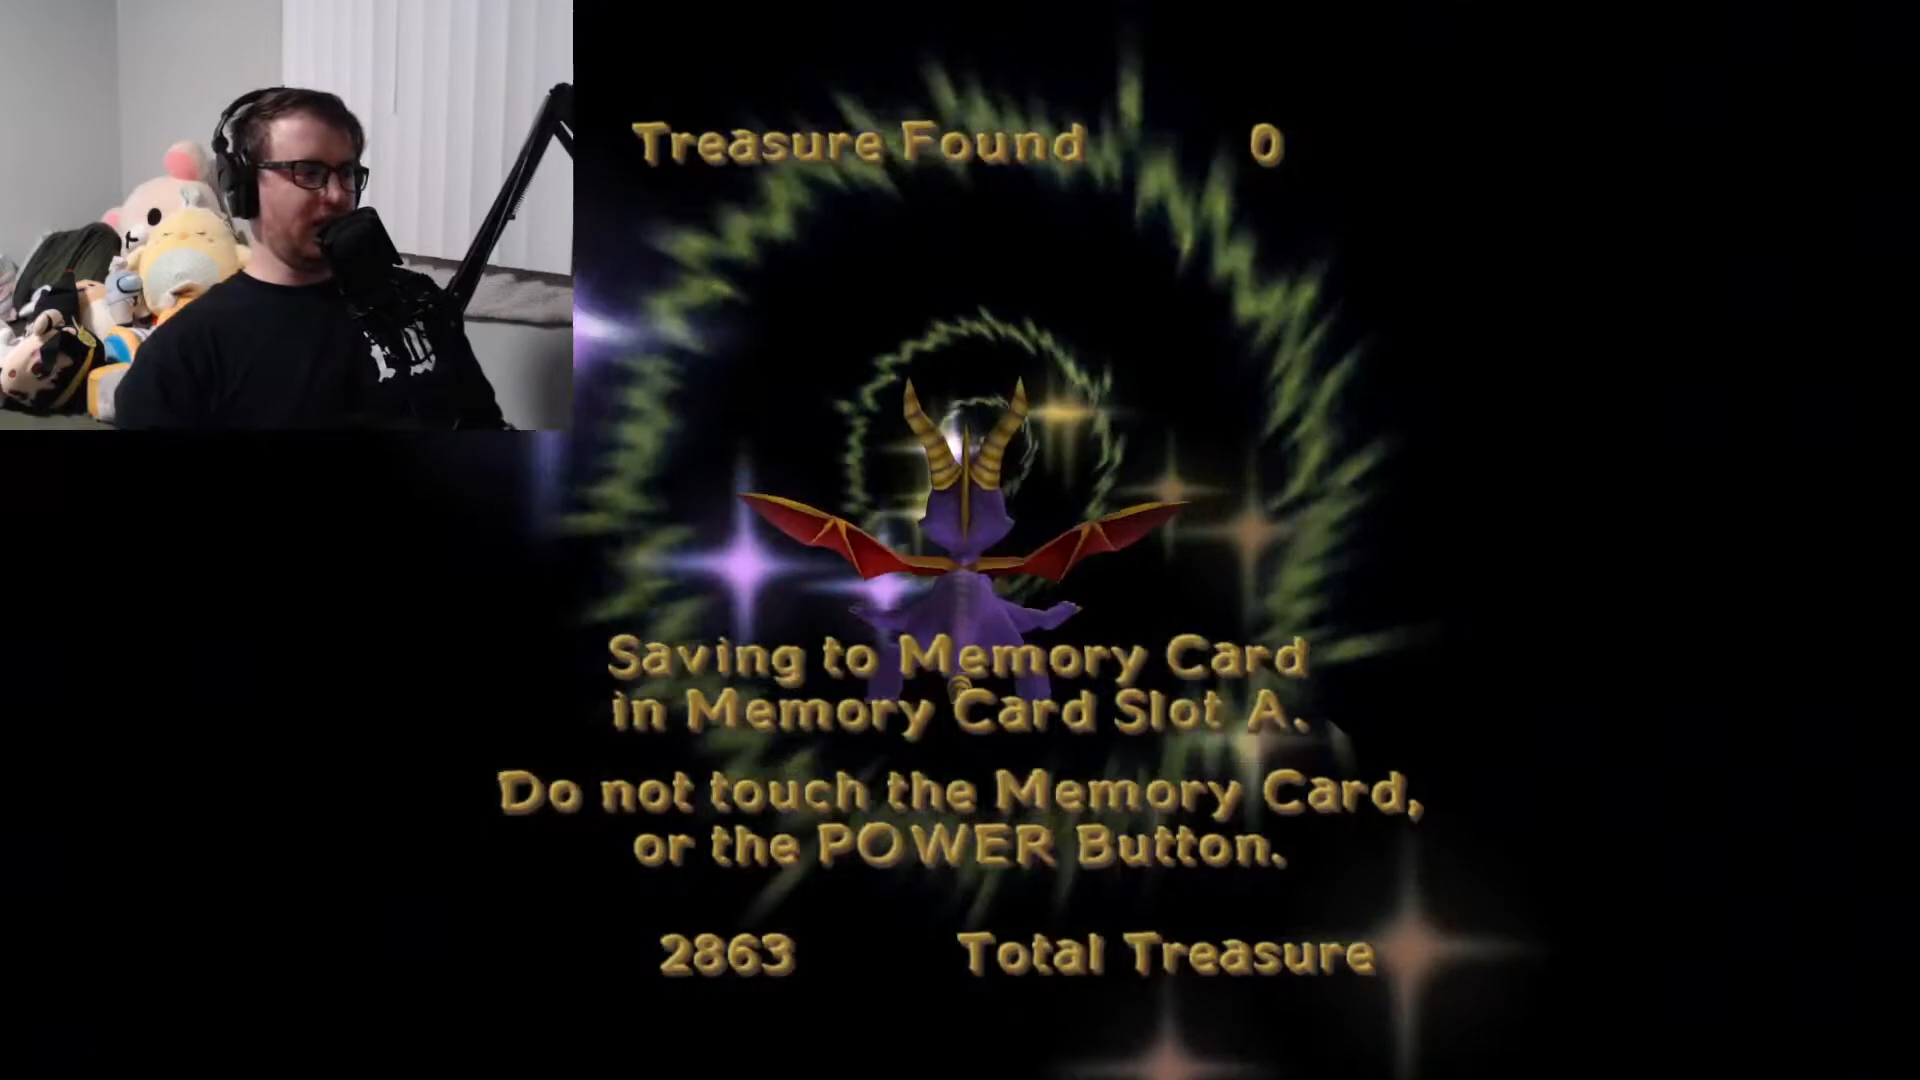 Treasure Found 0
Saving to Memory Card
in Memory Card Slot A.
Do not touch the Memory Card,
or the POWER Button.
2863 Total Treasure